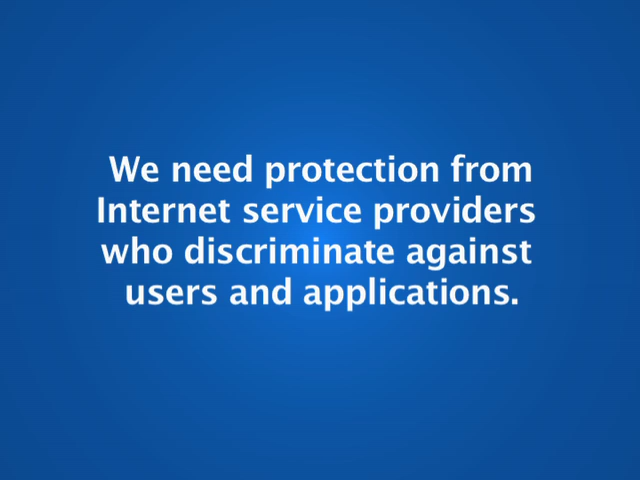 We need protection from
Internet service providers
who discriminate against
users and applications.